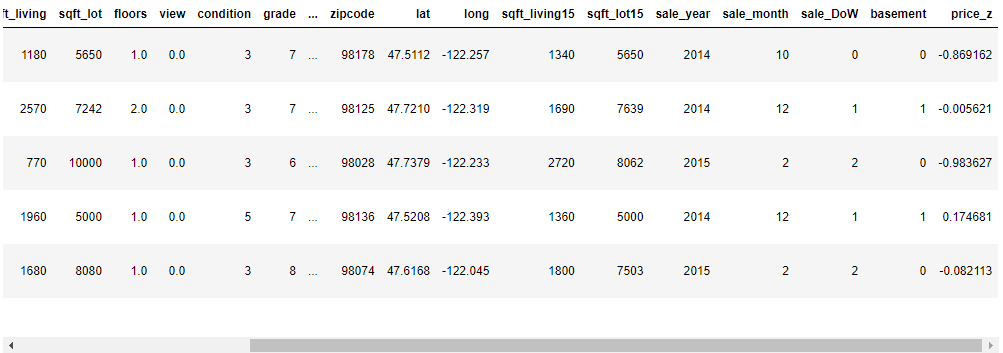 ft_living sqft_lot floors view condition grade ... zipcode lat long sqft_living15 sqft_lot15 sale_year sale_month sale_DoW basement price_z
1180 5650 1.0 0.0 3 7 ... 98178 47.5112 -122.257 1340 5650 2014 10 0 0 -0.869162
2570 7242 2.0 0.0 3 7 ... 98125 47.7210 -122.319 1690 7639 2014 12 1 1 -0.005621
770 10000 1.0 0.0 3 6 ... 98028 47.7379 -122.233 2720 8062 2015 2 2 0 -0.983627
1960 5000 1.0 0.0 5 7 ... 98136 47.5208 -122.393 1360 5000 2014 12 1 1 0.174681
1680 8080 1.0 0.0 3 8 ... 98074 47.6168 -122.045 1800 7503 2015 2 2 0 -0.082113